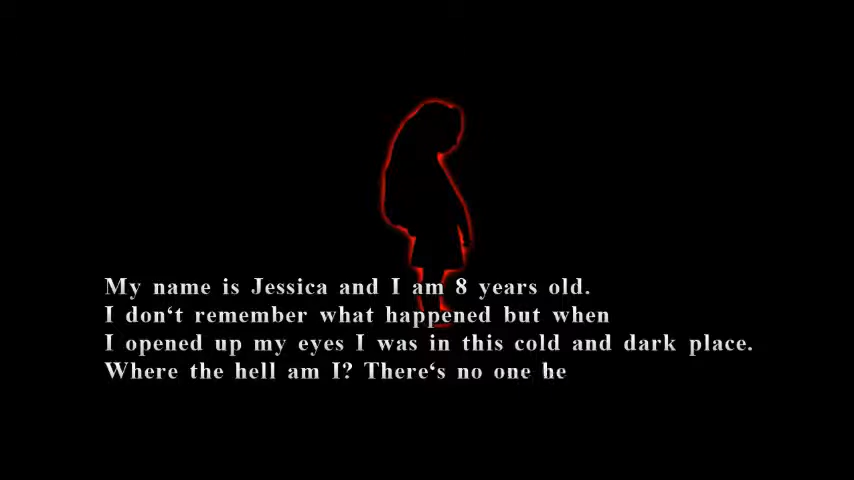 My name is Jessica and I am 8 years old.
I don‘t remember what happened but when
I opened up my eyes I was in this cold and dark place.
Where the hell am I? There‘s no one he